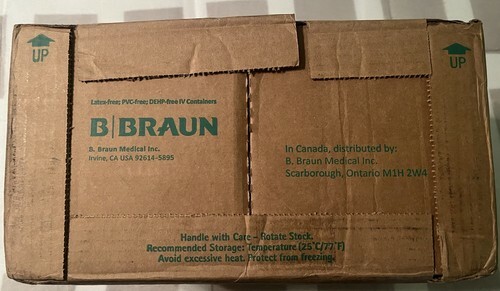 UP
UP
Latex-free; PVC-free; DEHP-free IV Containers
B|BRAUN
B. Braun Medical Inc.
Irvine, CA USA 92614-5895
In Canada, distributed by:
B. Braun Medical Inc.
Scarborough, Ontario M1H 2W4
Handle with Care - Rotate Stock.
Recommended Storage: Temperature (25°C/77°F)
Avoid excessive heat. Protect from freezing.